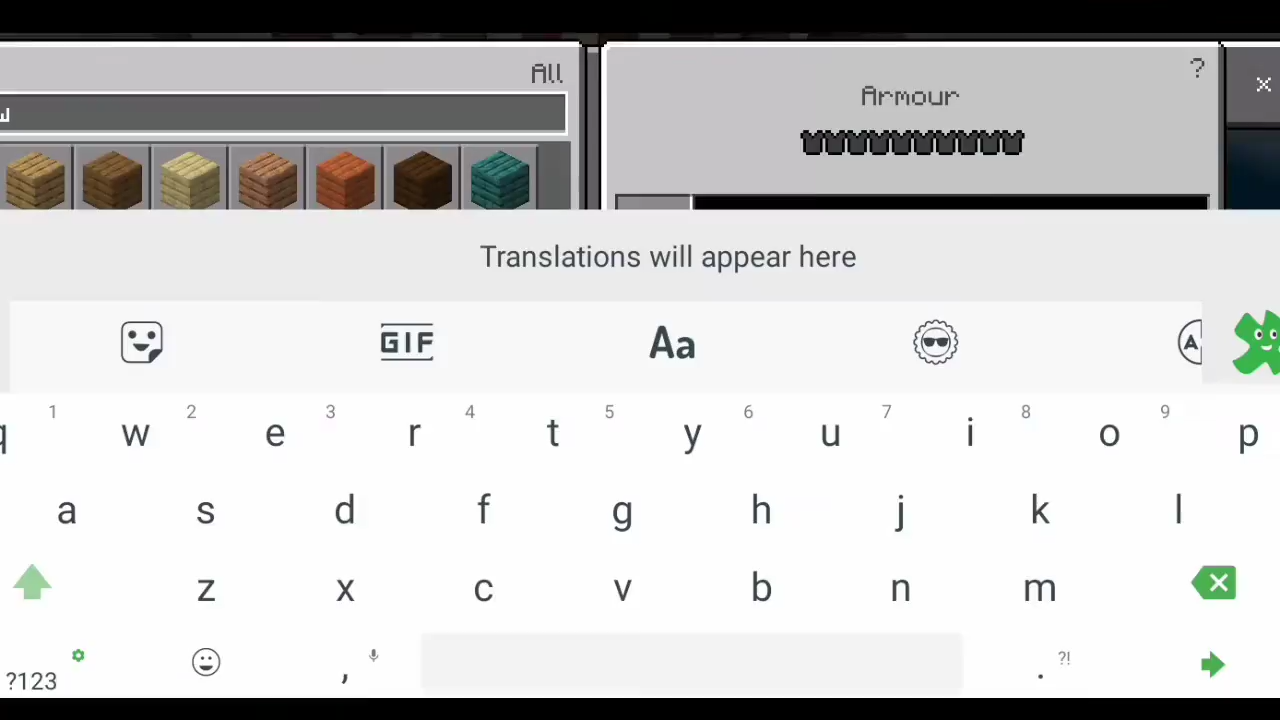 All
w
?
Armour
Translations will appear here
GIF
Aa
A
1 2 3 4 5 6 7 8 9
q w e r t y u i o p
a s d f g h j k l
z x c v b n m
?123 , . ?!